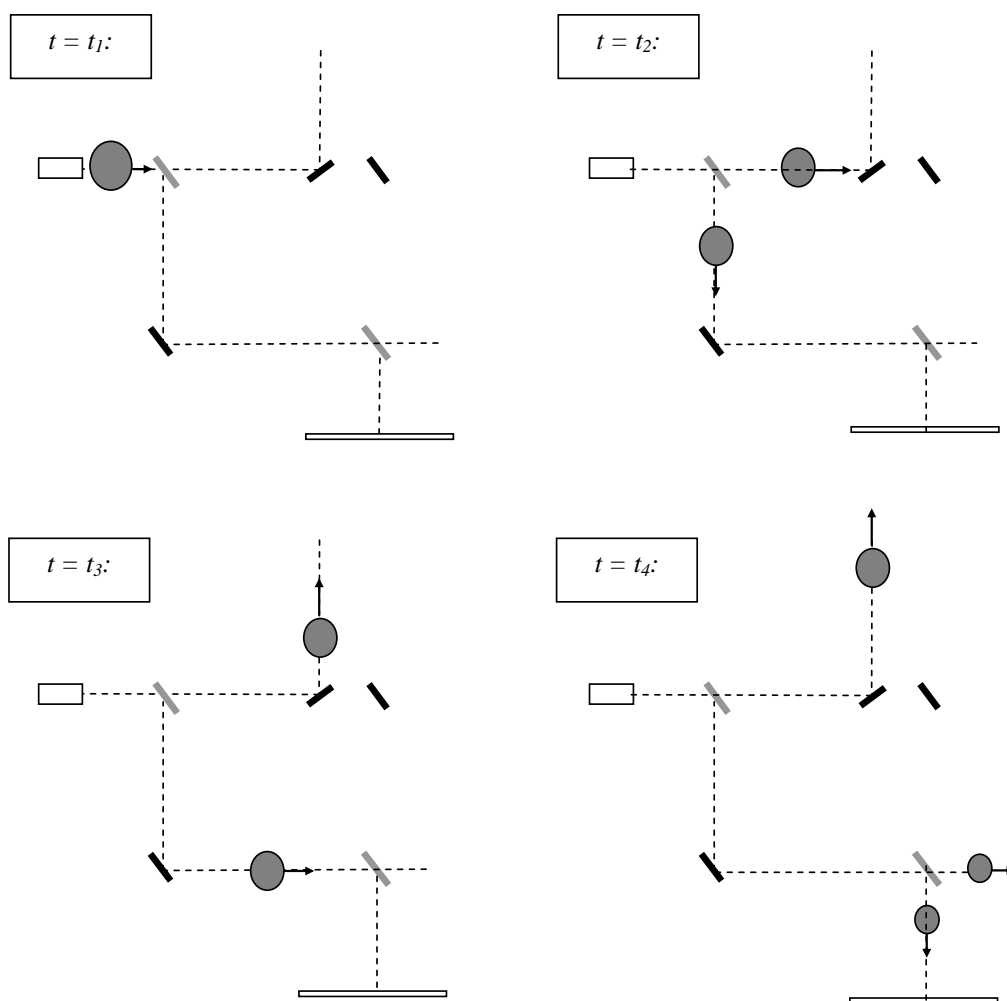 t = t₁:
t = t₂:
t = t₃:
t = t₄: